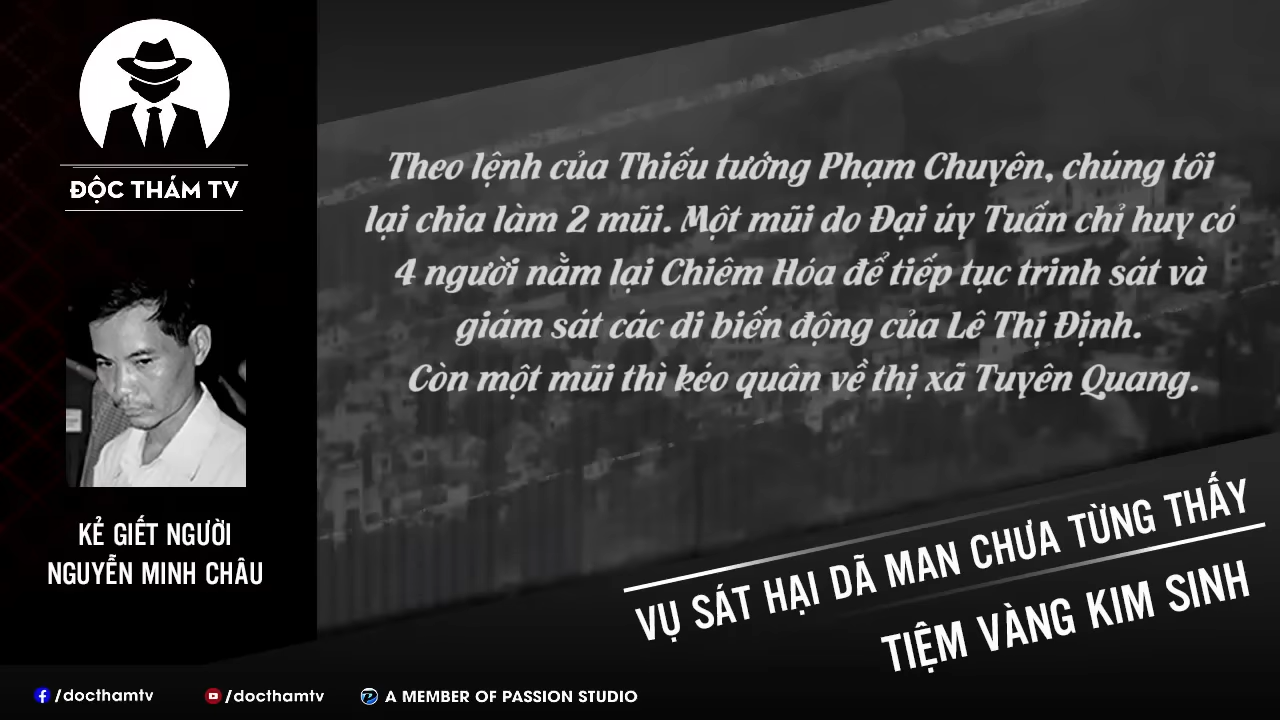 ĐỘC THÁM TV
KẺ GIẾT NGƯỜI
NGUYỄN MINH CHÂU
Theo lệnh của Thiếu tướng Phạm Chuyên, chúng tôi
lại chia làm 2 mũi. Một mũi do Đại úy Tuấn chỉ huy có
4 người nằm lại Chiêm Hóa để tiếp tục trinh sát và
giám sát các di biến động của Lê Thị Định.
Còn một mũi thì kéo quân về thị xã Tuyên Quang.
VỤ SÁT HẠI DÃ MAN CHƯA TỪNG THẤY
TIỆM VÀNG KIM SINH
/docthamtv
/docthamtv
A MEMBER OF PASSION STUDIO